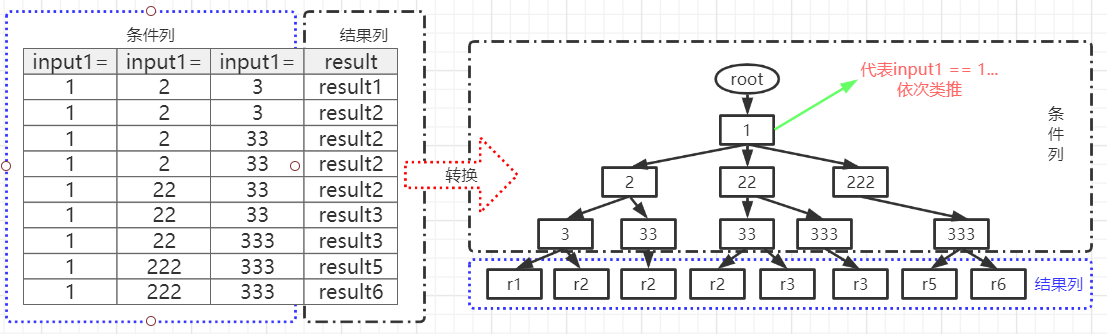 条件列 结果列
input1= input1= input1= result
1 2 3 result1
1 2 3 result2
1 2 33 result2
1 2 33 result2
1 22 33 result2
1 22 33 result3
1 22 333 result3
1 222 333 result5
1 222 333 result6
转换
root
代表input1 == 1...
依次类推
1
条件列
2 22 222
3 33 33 333 333
r1 r2 r2 r2 r3 r3 r5 r6
结果列